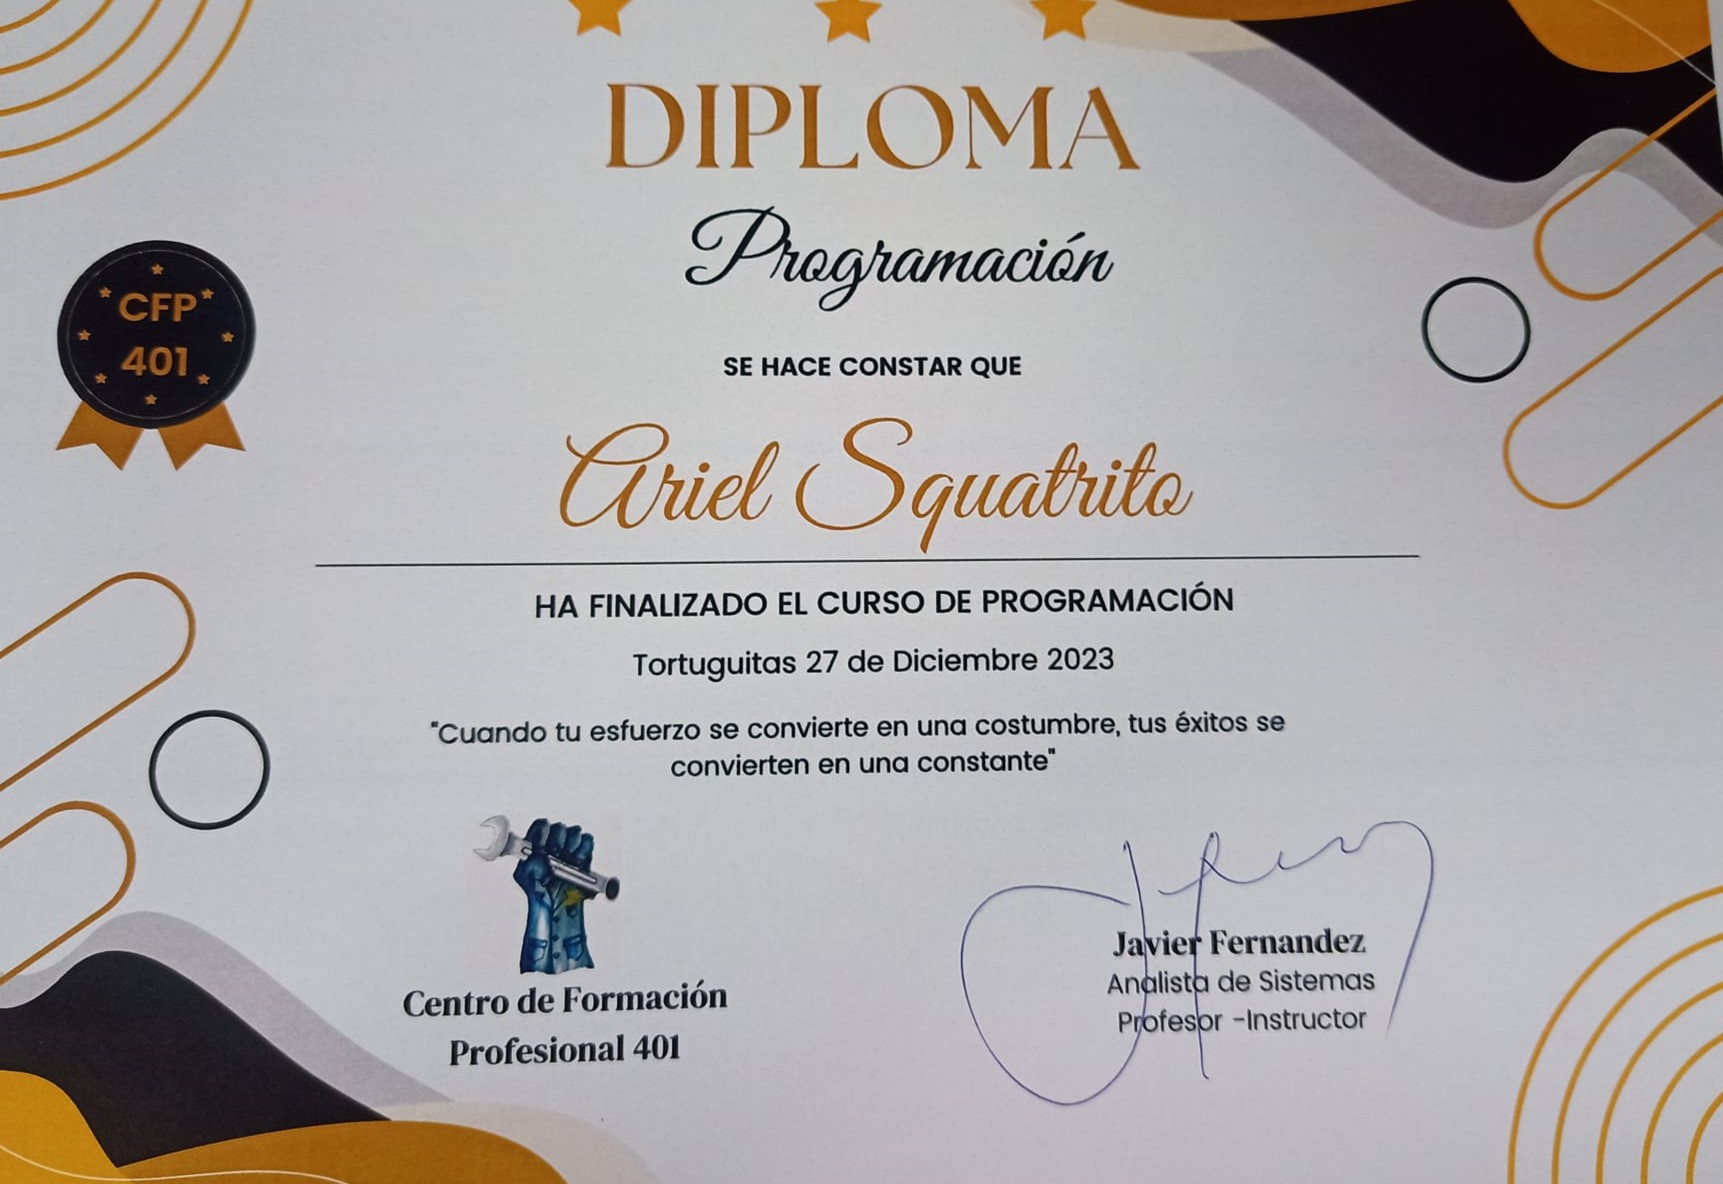 DIPLOMA
Programación
CFP
401
SE HACE CONSTAR QUE
Ariel Squatrito
HA FINALIZADO EL CURSO DE PROGRAMACIÓN
Tortuguitas 27 de Diciembre 2023
"Cuando tu esfuerzo se convierte en una costumbre, tus éxitos se
convierten en una constante"
Centro de Formación
Profesional 401
Javier Fernandez
Analista de Sistemas
Profesor -Instructor